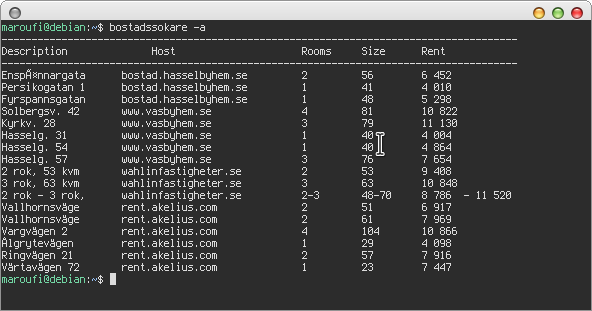 maroufi@debian:~$ bostadssokare -a
--------------------------------------------------------------------------------------
Description Host Rooms Size Rent
--------------------------------------------------------------------------------------
EnspÃ¤nnargata bostad.hasselbyhem.se 2 56 6 452
Persikogatan 1 bostad.hasselbyhem.se 1 41 4 010
Fyrspannsgatan bostad.hasselbyhem.se 1 48 5 298
Solbergsv. 42 www.vasbyhem.se 4 81 10 822
Kyrkv. 28 www.vasbyhem.se 3 79 11 130
Hasselg. 31 www.vasbyhem.se 1 40 4 004
Hasselg. 54 www.vasbyhem.se 1 40 4 864
Hasselg. 57 www.vasbyhem.se 3 76 7 654
2 rok, 53 kvm wahlinfastigheter.se 2 53 9 408
3 rok, 63 kvm wahlinfastigheter.se 3 63 10 848
2 rok - 3 rok, wahlinfastigheter.se 2-3 48-70 8 786 - 11 520
Vallhornsväge rent.akelius.com 2 51 6 917
Vallhornsväge rent.akelius.com 2 61 7 969
Vargvägen 2 rent.akelius.com 4 104 10 866
Älgrytevägen rent.akelius.com 1 29 4 098
Ringvägen 21 rent.akelius.com 2 57 7 916
Värtavägen 72 rent.akelius.com 1 23 7 447
maroufi@debian:~$